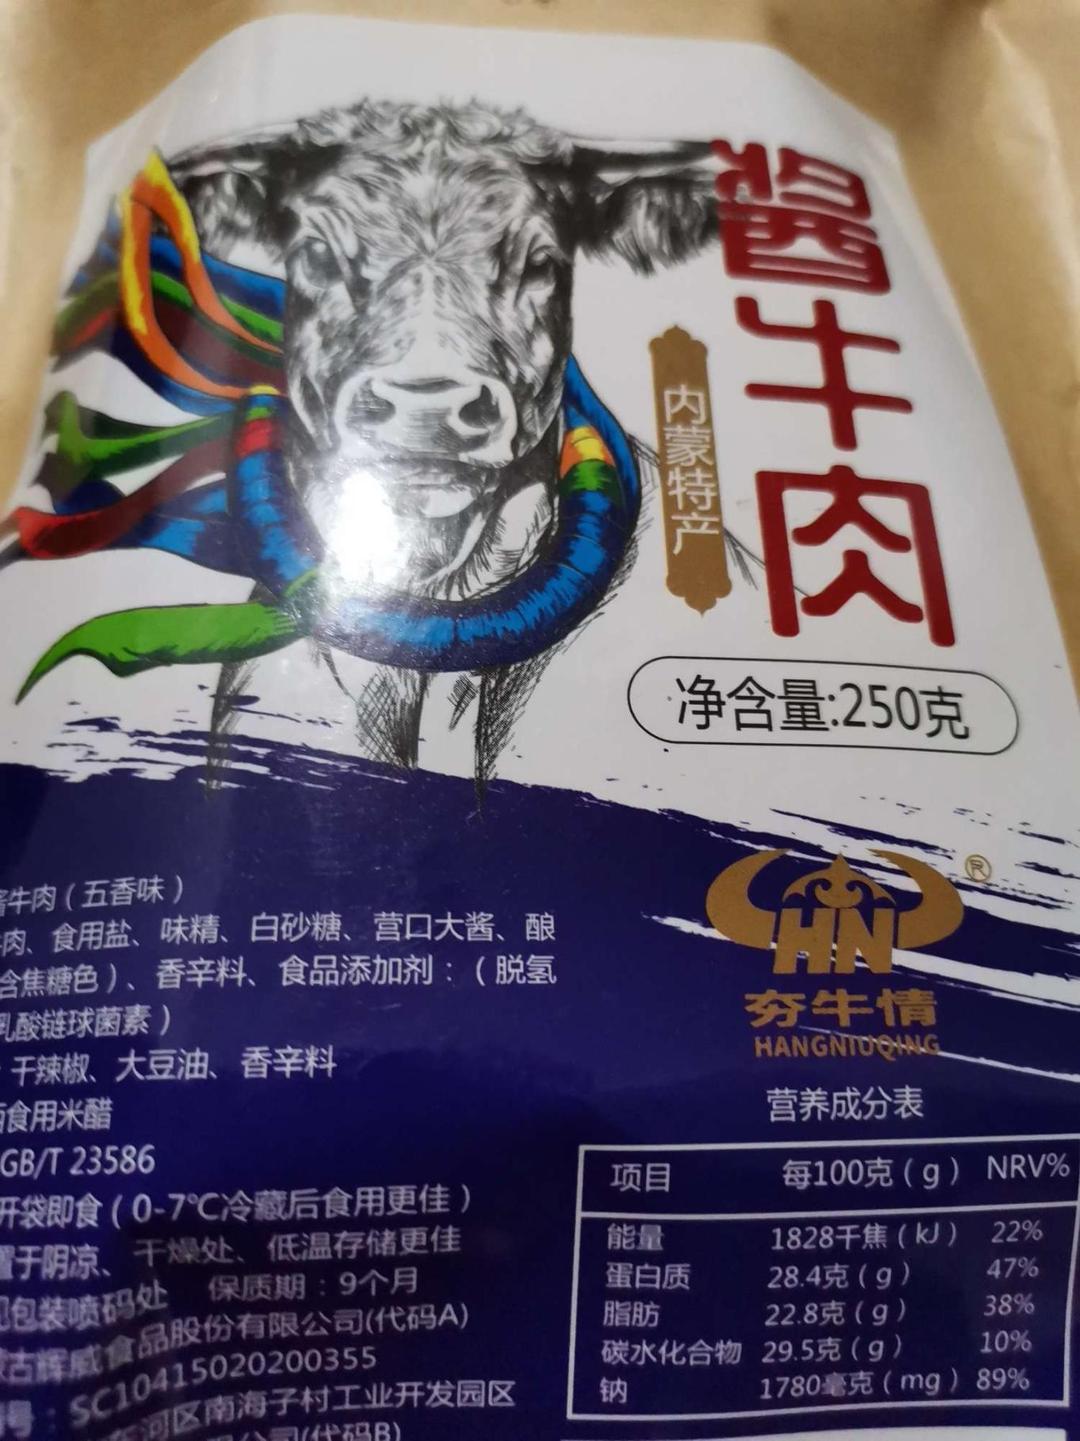 酱牛肉
内蒙特产
净含量:250克
酱牛肉（五香味）
牛肉、食用盐、味精、白砂糖、营口大酱、酿
含焦糖色）、香辛料、食品添加剂：（脱氢
乳酸链球菌素）
干辣椒、大豆油、香辛料
食用米醋
GB/T 23586
开袋即食（0-7℃冷藏后食用更佳）
置于阴凉、干燥处、低温存储更佳
包装喷码处 保质期：9个月
古辉威食品股份有限公司(代码A)
号：SC10415020200355
东河区南海子村工业开发园区
公司(代码B)
HN
®
夯牛情
HANGNIUQING
营养成分表
项目 每100克（g） NRV%
能量 1828千焦（kJ） 22%
蛋白质 28.4克（g） 47%
脂肪 22.8克（g） 38%
碳水化合物 29.5克（g） 10%
钠 1780毫克（mg） 89%